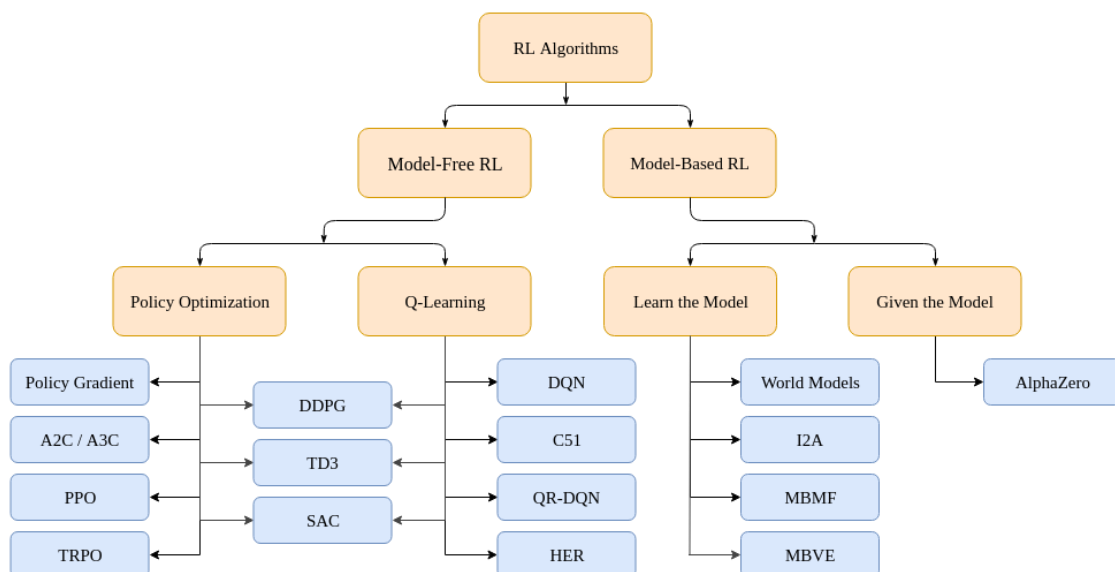 RL Algorithms
Model-Free RL
Model-Based RL
Policy Optimization
Q-Learning
Learn the Model
Given the Model
Policy Gradient
DDPG
DQN
World Models
AlphaZero
A2C / A3C
TD3
C51
I2A
PPO
SAC
QR-DQN
MBMF
TRPO
HER
MBVE